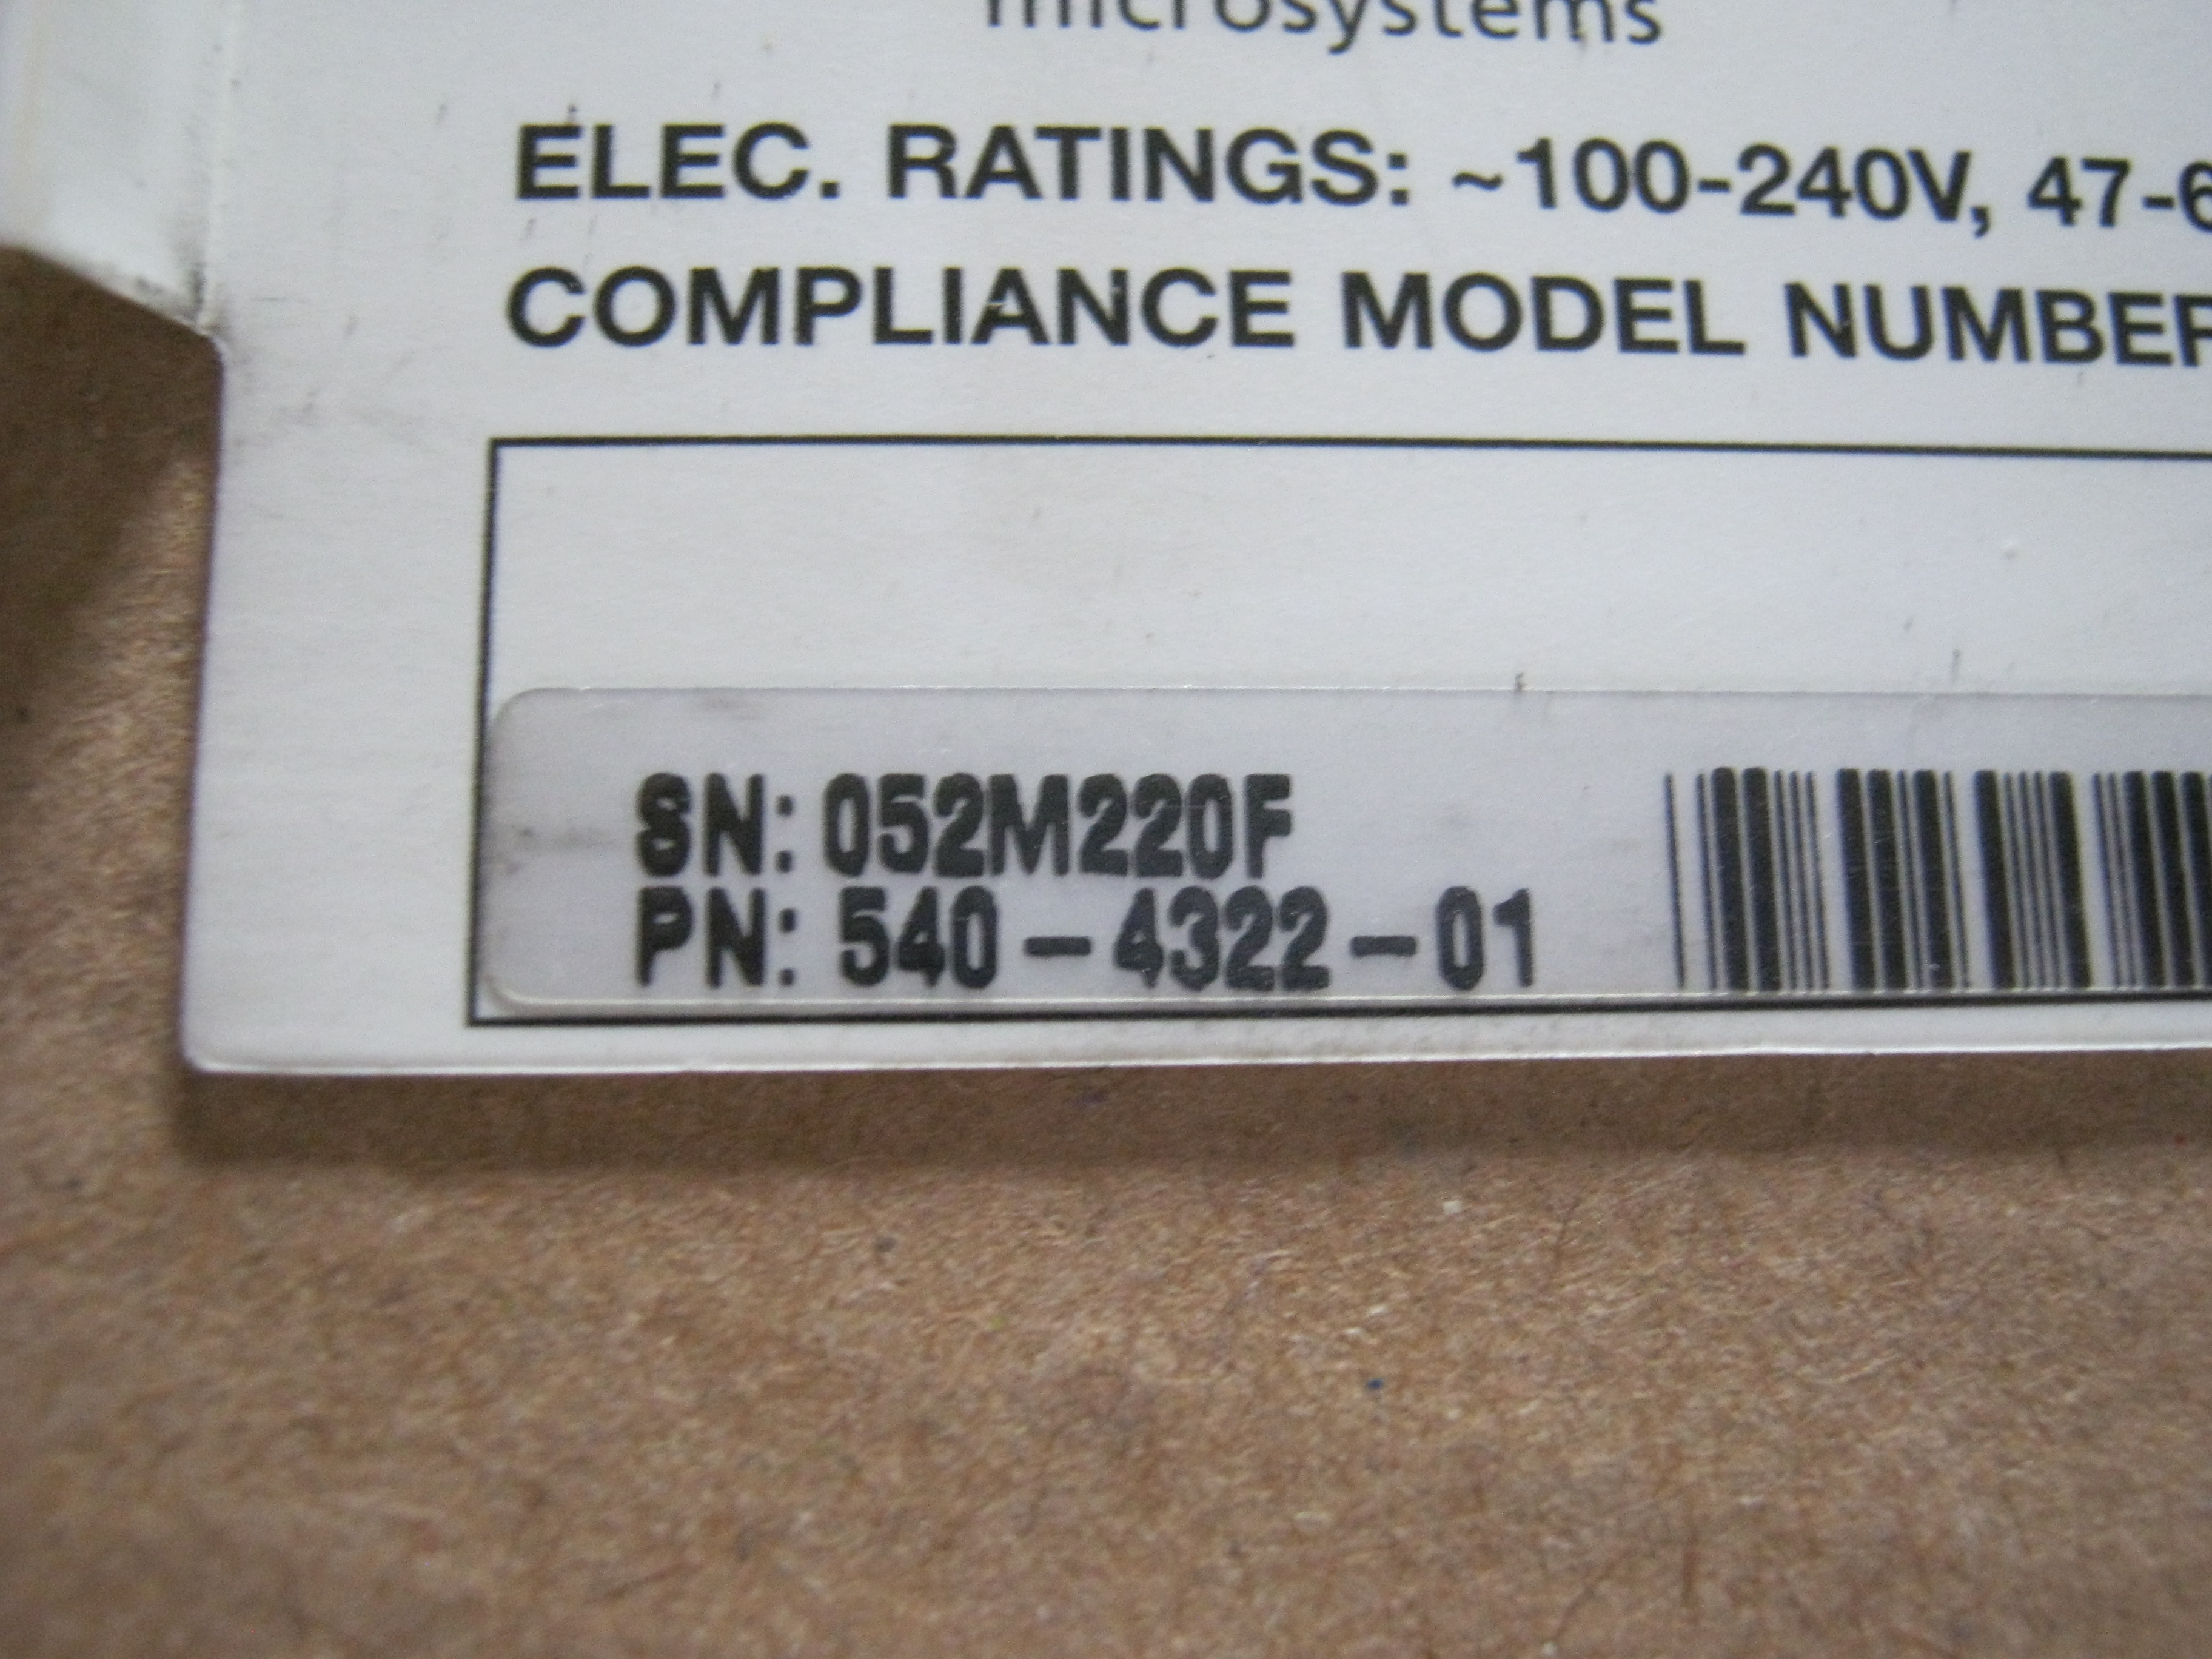 microsystems
ELEC. RATINGS: ~100-240V, 47-6
COMPLIANCE MODEL NUMBER
SN: 052M220F
PN: 540-4322-01